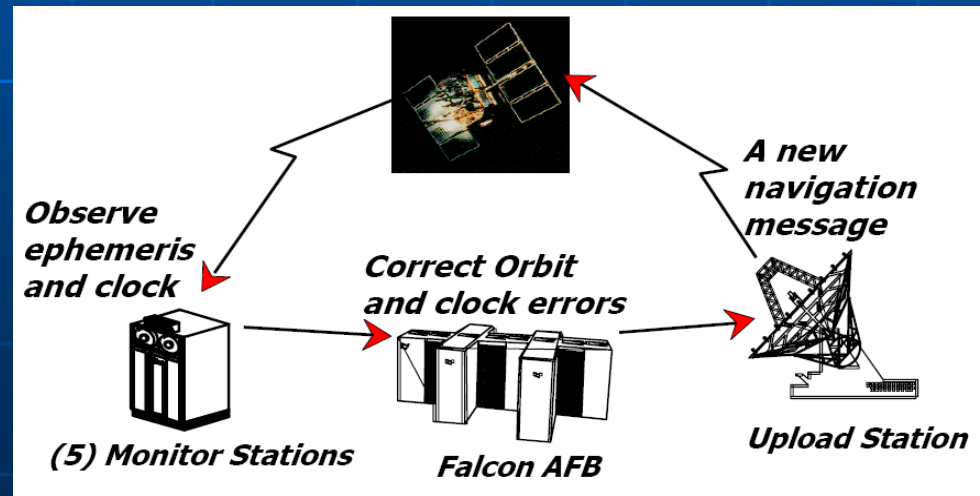 A new
navigation
message
Observe
ephemeris
and clock
Correct Orbit
and clock errors
(5) Monitor Stations
Falcon AFB
Upload Station